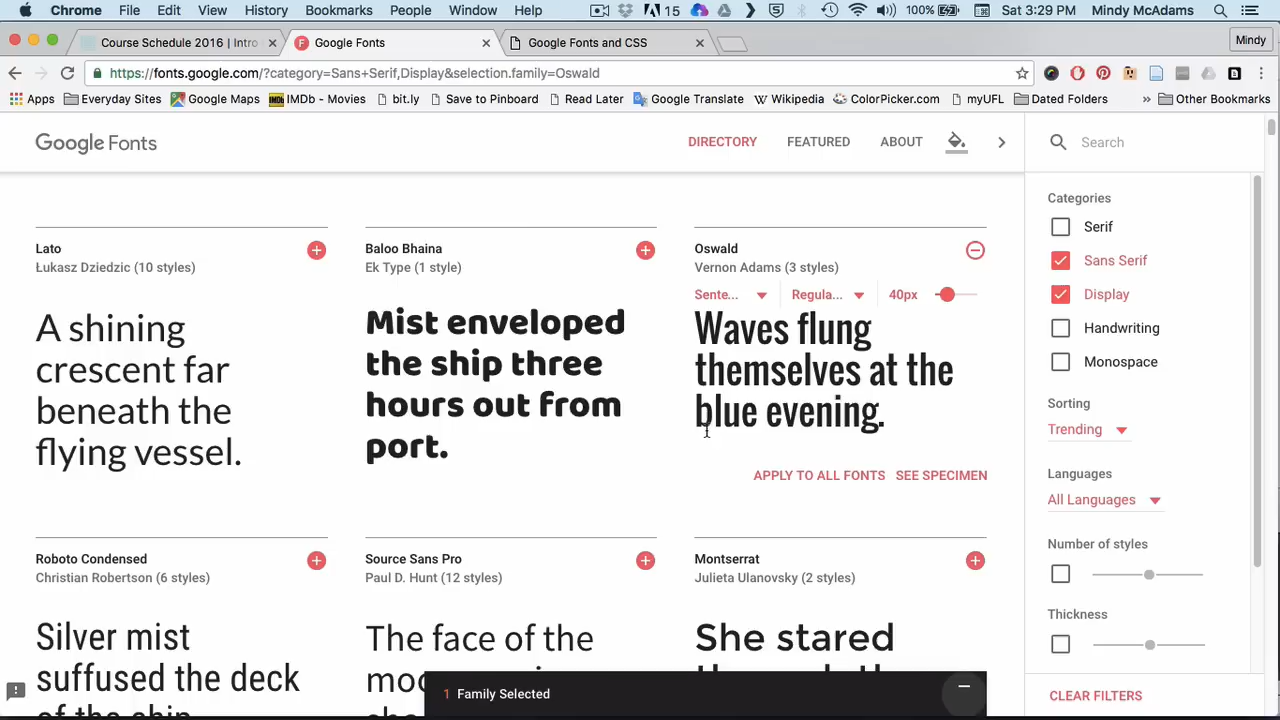 Chrome File Edit View History Bookmarks People Window Help 15 100% Sat 3:29 PM Mindy McAdams
Course Schedule 2016 | Intro Google Fonts Google Fonts and CSS Mindy
https://fonts.google.com/?category=Sans+Serif,Display&selection.family=Oswald
Apps Everyday Sites Google Maps IMDb - Movies bit.ly Save to Pinboard Read Later Google Translate Wikipedia ColorPicker.com myUFL Dated Folders » Other Bookmarks
Google Fonts DIRECTORY FEATURED ABOUT Search
Lato
Łukasz Dziedzic (10 styles)
A shining
crescent far
beneath the
flying vessel.
Baloo Bhaina
Ek Type (1 style)
Mist enveloped
the ship three
hours out from
port.
Oswald
Vernon Adams (3 styles)
Sente... Regula... 40px
Waves flung
themselves at the
blue evening.
APPLY TO ALL FONTS SEE SPECIMEN
Roboto Condensed
Christian Robertson (6 styles)
Silver mist
suffused the deck
of the ship
Source Sans Pro
Paul D. Hunt (12 styles)
The face of the
Montserrat
Julieta Ulanovsky (2 styles)
She stared
1 Family Selected
Categories
Serif
Sans Serif
Display
Handwriting
Monospace
Sorting
Trending
Languages
All Languages
Number of styles
Thickness
CLEAR FILTERS